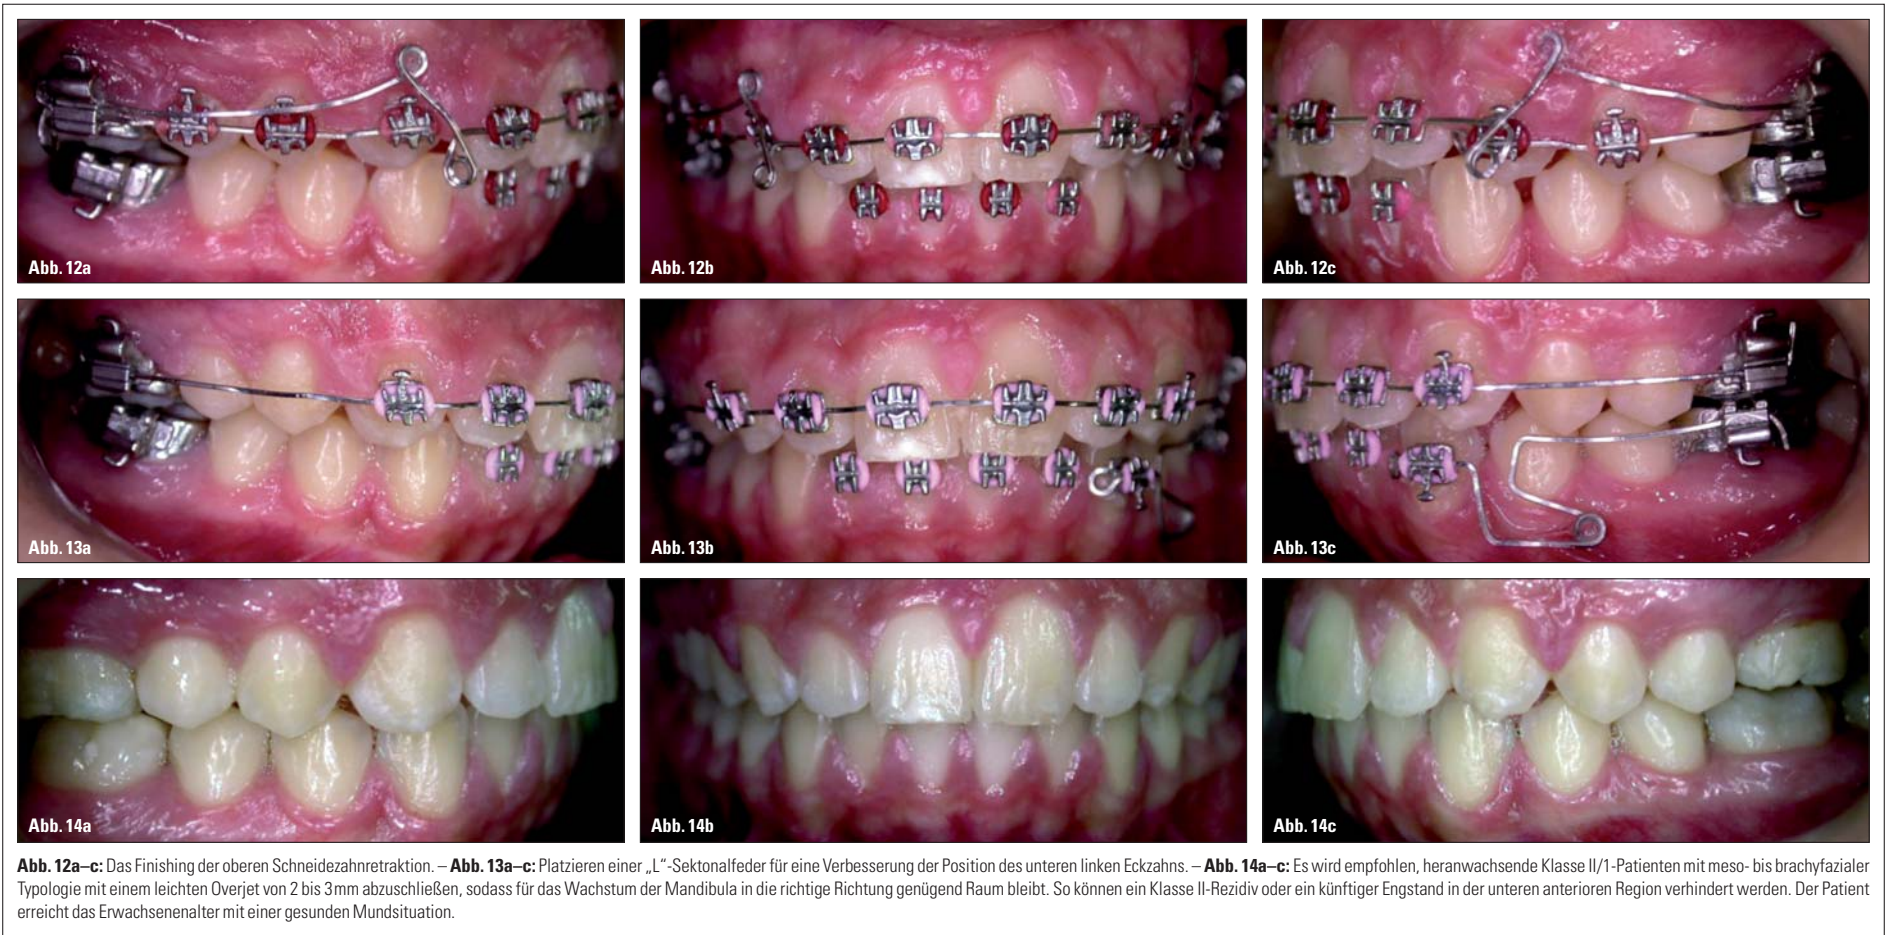 Abb. 12a
Abb. 12b
Abb. 12c
Abb. 13a
Abb. 13b
Abb. 13c
Abb. 14a
Abb. 14b
Abb. 14c
Abb. 12a–c: Das Finishing der oberen Schneidezahnretraktion. – Abb. 13a–c: Platzieren einer „L“-Sektonalfeder für eine Verbesserung der Position des unteren linken Eckzahns. – Abb. 14a–c: Es wird empfohlen, heranwachsende Klasse II/1-Patienten mit meso- bis brachyfazialer
Typologie mit einem leichten Overjet von 2 bis 3 mm abzuschließen, sodass für das Wachstum der Mandibula in die richtige Richtung genügend Raum bleibt. So können ein Klasse II-Rezidiv oder ein künftiger Engstand in der unteren anterioren Region verhindert werden. Der Patient
erreicht das Erwachsenenalter mit einer gesunden Mundsituation.